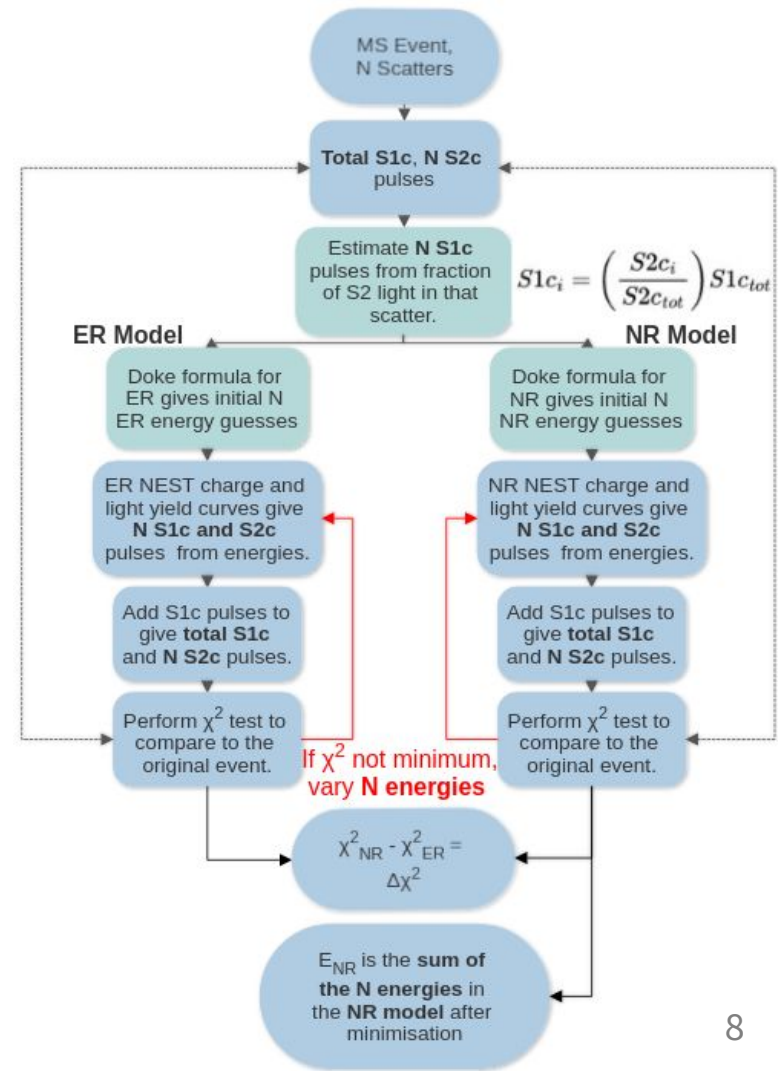 MS Event,
N Scatters
Total S1c, N S2c
pulses
Estimate N S1c
pulses from fraction
of S2 light in that
scatter.
S1c_i = (S2c_i / S2c_tot) S1c_tot
ER Model
NR Model
Doke formula for
ER gives initial N
ER energy guesses
Doke formula for
NR gives initial N
NR energy guesses
ER NEST charge and
light yield curves give
N S1c and S2c
pulses from energies.
NR NEST charge and
light yield curves give
N S1c and S2c
pulses from energies.
Add S1c pulses to
give total S1c
and N S2c pulses.
Add S1c pulses to
give total S1c
and N S2c pulses.
Perform χ² test to
compare to the
original event.
Perform χ² test to
compare to the
original event.
If χ² not minimum,
vary N energies
χ²_NR - χ²_ER =
Δχ²
E_NR is the sum of
the N energies in
the NR model after
minimisation
8